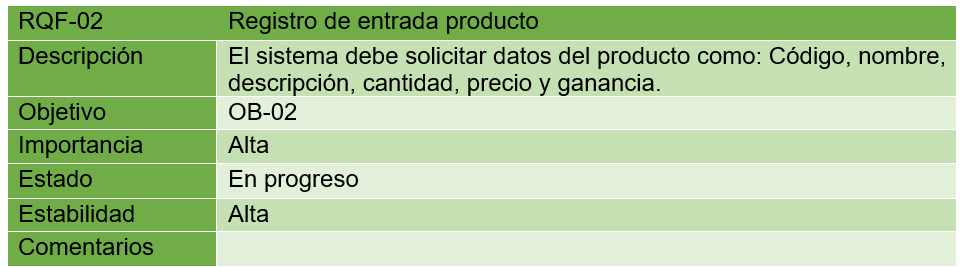 RQF-02 Registro de entrada producto
Descripción El sistema debe solicitar datos del producto como: Código, nombre,
descripción, cantidad, precio y ganancia.
Objetivo OB-02
Importancia Alta
Estado En progreso
Estabilidad Alta
Comentarios